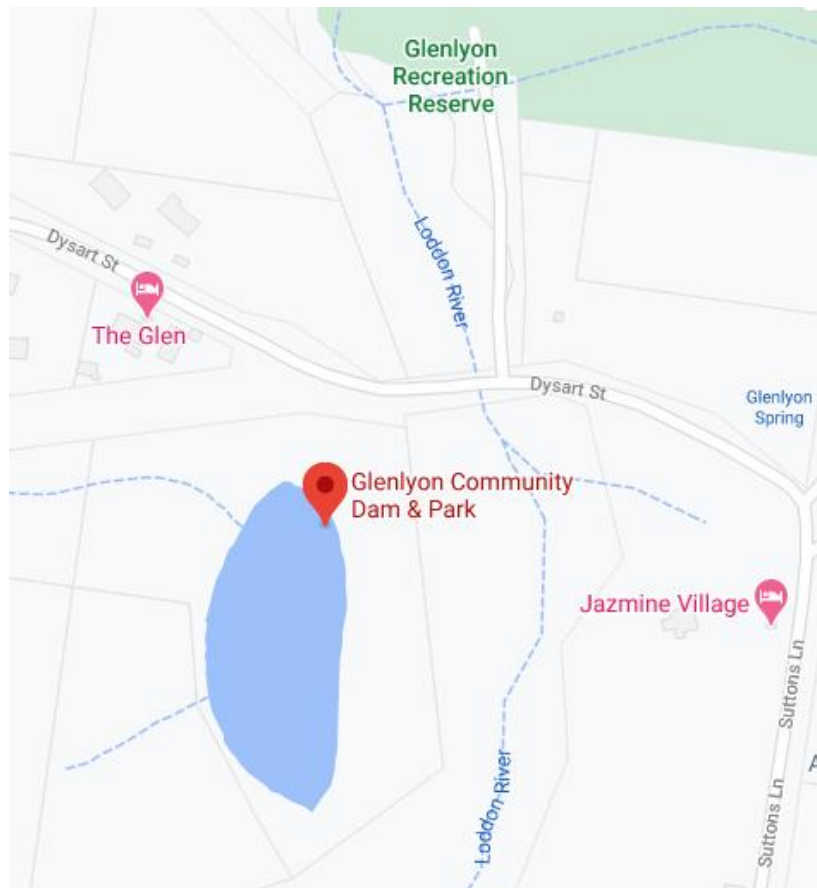 Glenlyon
Recreation
Reserve
Loddon River
Dysart St
The Glen
Dysart St
Glenlyon
Spring
Glenlyon Community
Dam & Park
Jazmine Village
Suttons Ln
Loddon River
Suttons Ln
A